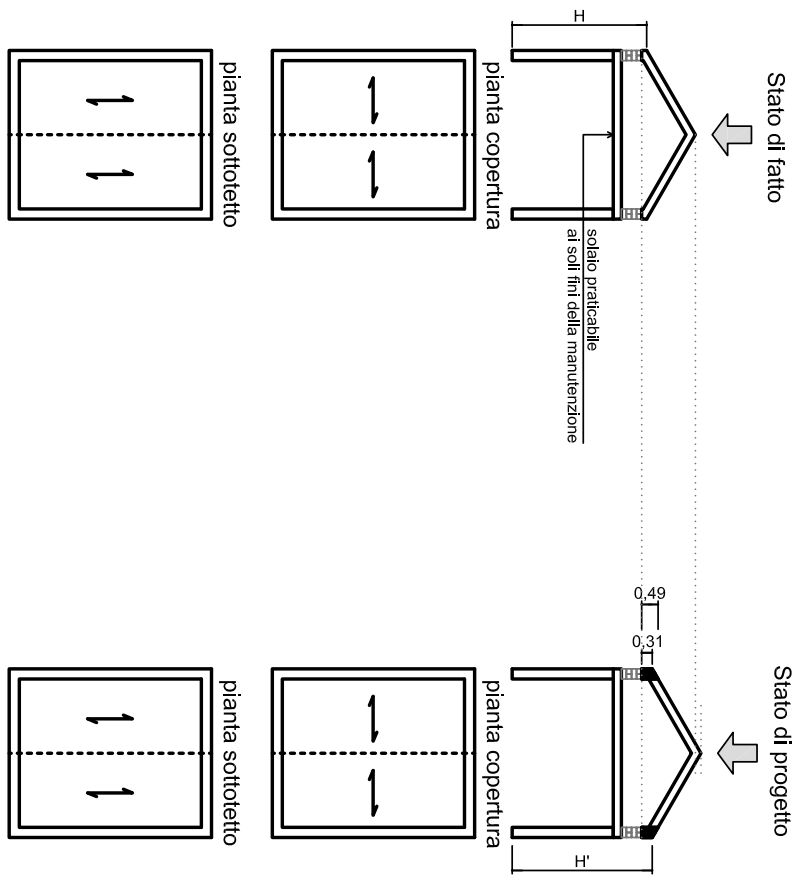 Stato di fatto
H
solaio praticabile
ai soli fini della manutenzione
pianta copertura
pianta sottotetto
Stato di progetto
0,49
0,31
H'
pianta copertura
pianta sottotetto